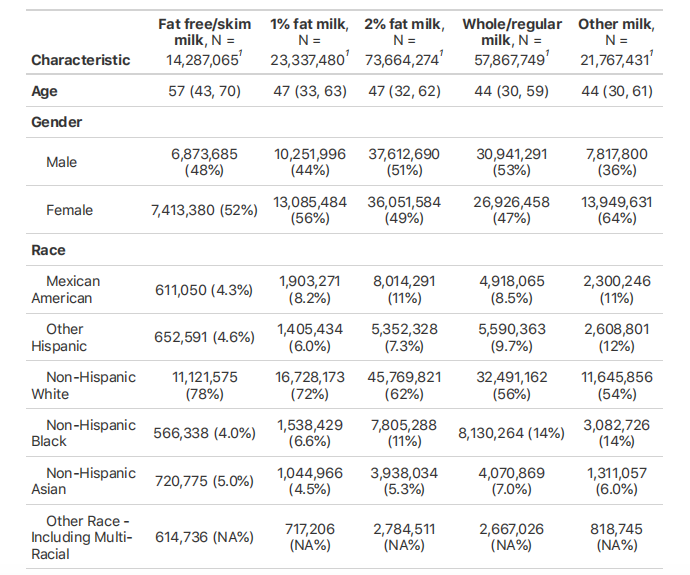 Characteristic Fat free/skim milk, N = 14,287,065¹ 1% fat milk, N = 23,337,480¹ 2% fat milk, N = 73,664,274¹ Whole/regular milk, N = 57,867,749¹ Other milk, N = 21,767,431¹
Age 57 (43, 70) 47 (33, 63) 47 (32, 62) 44 (30, 59) 44 (30, 61)
Gender
Male 6,873,685 (48%) 10,251,996 (44%) 37,612,690 (51%) 30,941,291 (53%) 7,817,800 (36%)
Female 7,413,380 (52%) 13,085,484 (56%) 36,051,584 (49%) 26,926,458 (47%) 13,949,631 (64%)
Race
Mexican American 611,050 (4.3%) 1,903,271 (8.2%) 8,014,291 (11%) 4,918,065 (8.5%) 2,300,246 (11%)
Other Hispanic 652,591 (4.6%) 1,405,434 (6.0%) 5,352,328 (7.3%) 5,590,363 (9.7%) 2,608,801 (12%)
Non-Hispanic White 11,121,575 (78%) 16,728,173 (72%) 45,769,821 (62%) 32,491,162 (56%) 11,645,856 (54%)
Non-Hispanic Black 566,338 (4.0%) 1,538,429 (6.6%) 7,805,288 (11%) 8,130,264 (14%) 3,082,726 (14%)
Non-Hispanic Asian 720,775 (5.0%) 1,044,966 (4.5%) 3,938,034 (5.3%) 4,070,869 (7.0%) 1,311,057 (6.0%)
Other Race - Including Multi-Racial 614,736 (NA%) 717,206 (NA%) 2,784,511 (NA%) 2,667,026 (NA%) 818,745 (NA%)